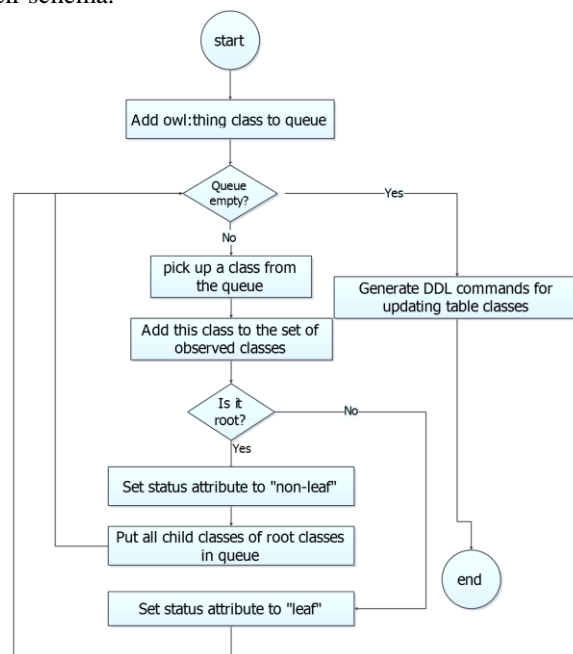 eir schema.
start
Add owl:thing class to queue
Queue
empty?
Yes
No
pick up a class from
the queue
Generate DDL commands for
updating table classes
Add this class to the set of
observed classes
Is it
root?
No
Yes
Set status attribute to "non-leaf"
Put all child classes of root classes
in queue
end
Set status attribute to "leaf"